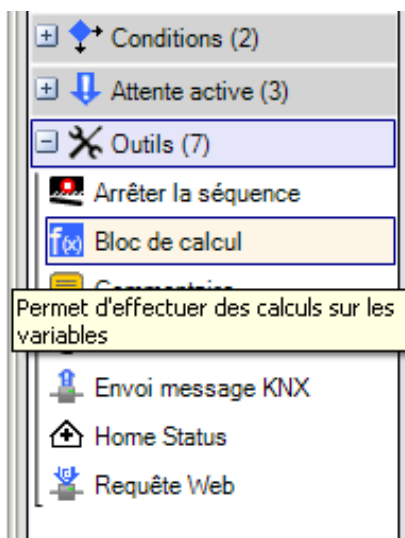 Conditions (2)
Attente active (3)
Outils (7)
Arrêter la séquence
f(x) Bloc de calcul
Permet d'effectuer des calculs sur les
variables
Envoi message KNX
Home Status
Requête Web